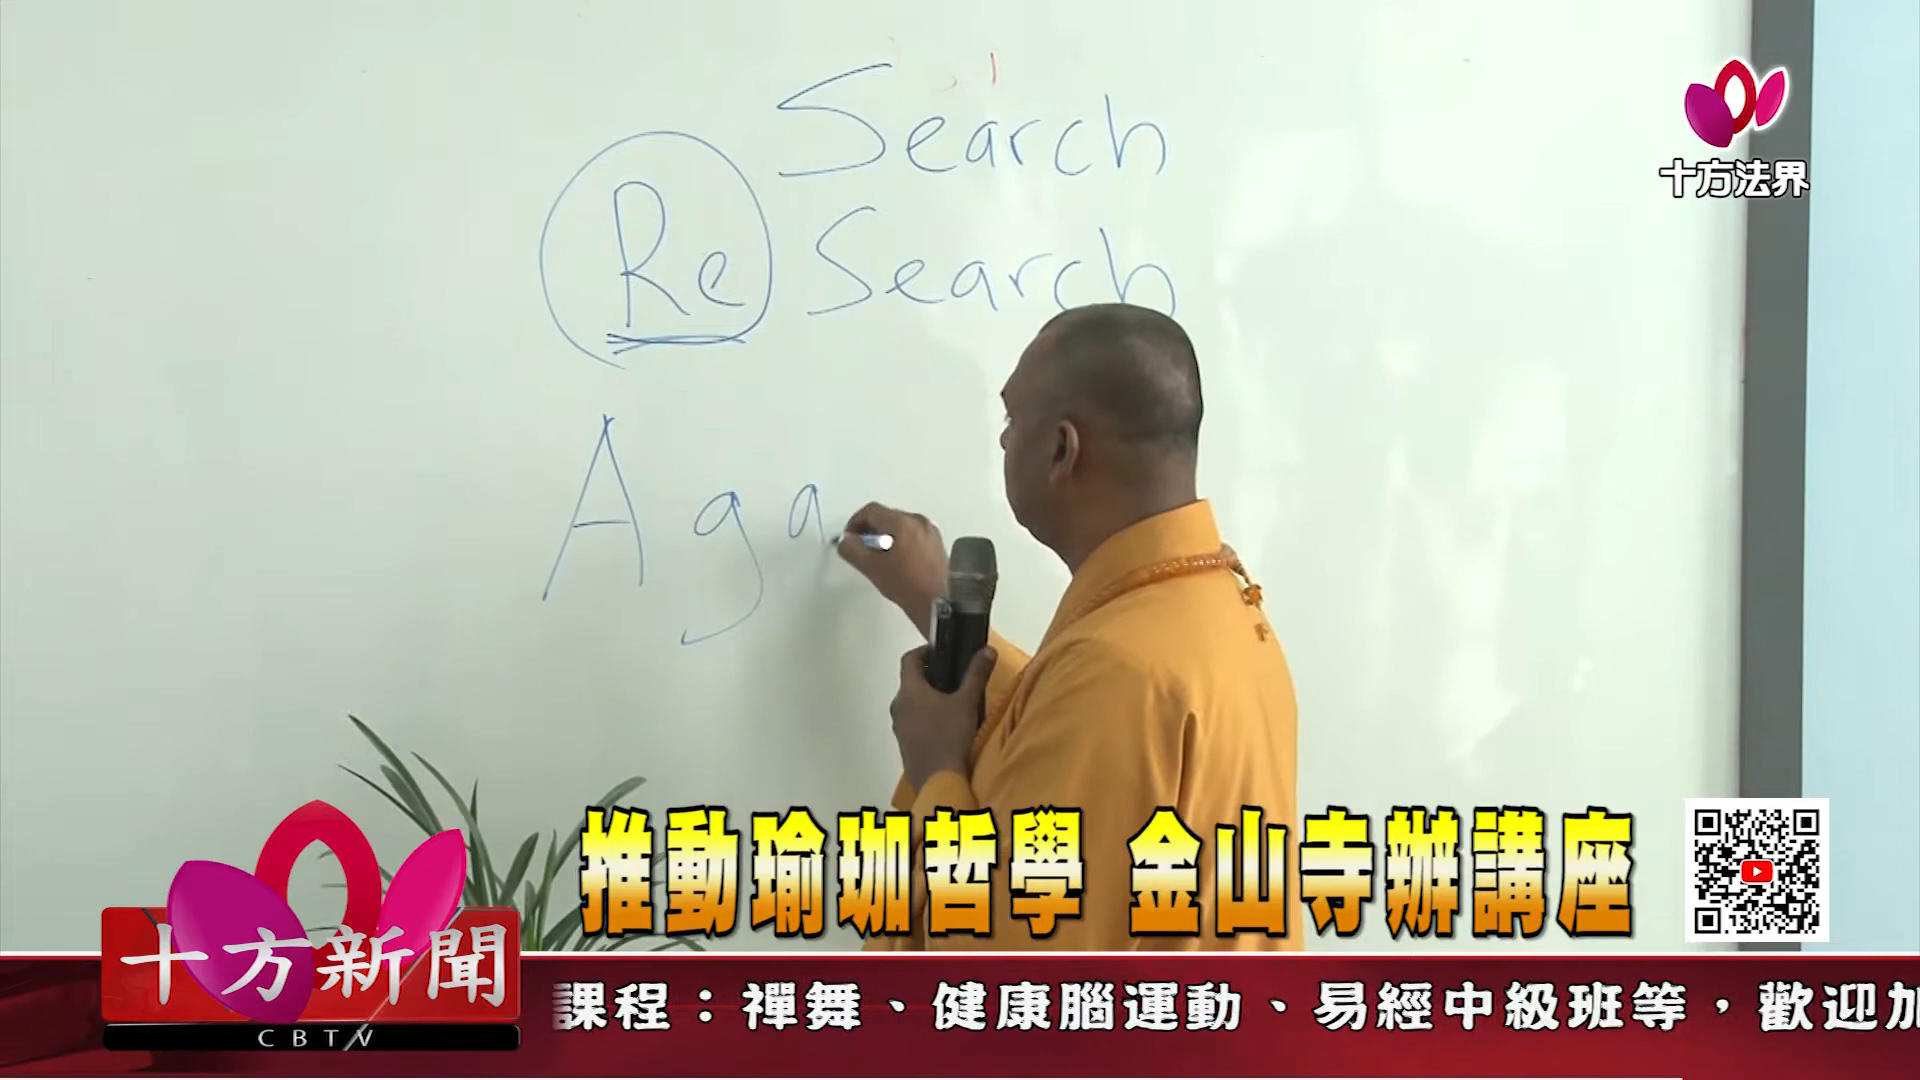 Search
Re Search
Aga
十方法界
推動瑜珈哲學 金山寺辦講座
十方新聞
CBTV
課程：禪舞、健康腦運動、易經中級班等，歡迎加